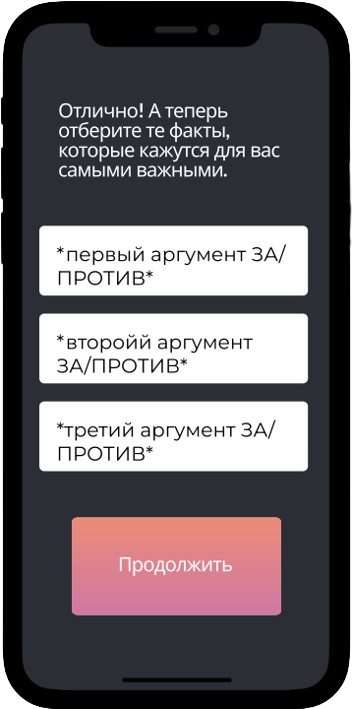 Отлично! А теперь
отберите те факты,
которые кажутся для вас
самыми важными.
*первый аргумент ЗА/
ПРОТИВ*
*второйй аргумент
ЗА/ПРОТИВ*
*третий аргумент ЗА/
ПРОТИВ*
Продолжить